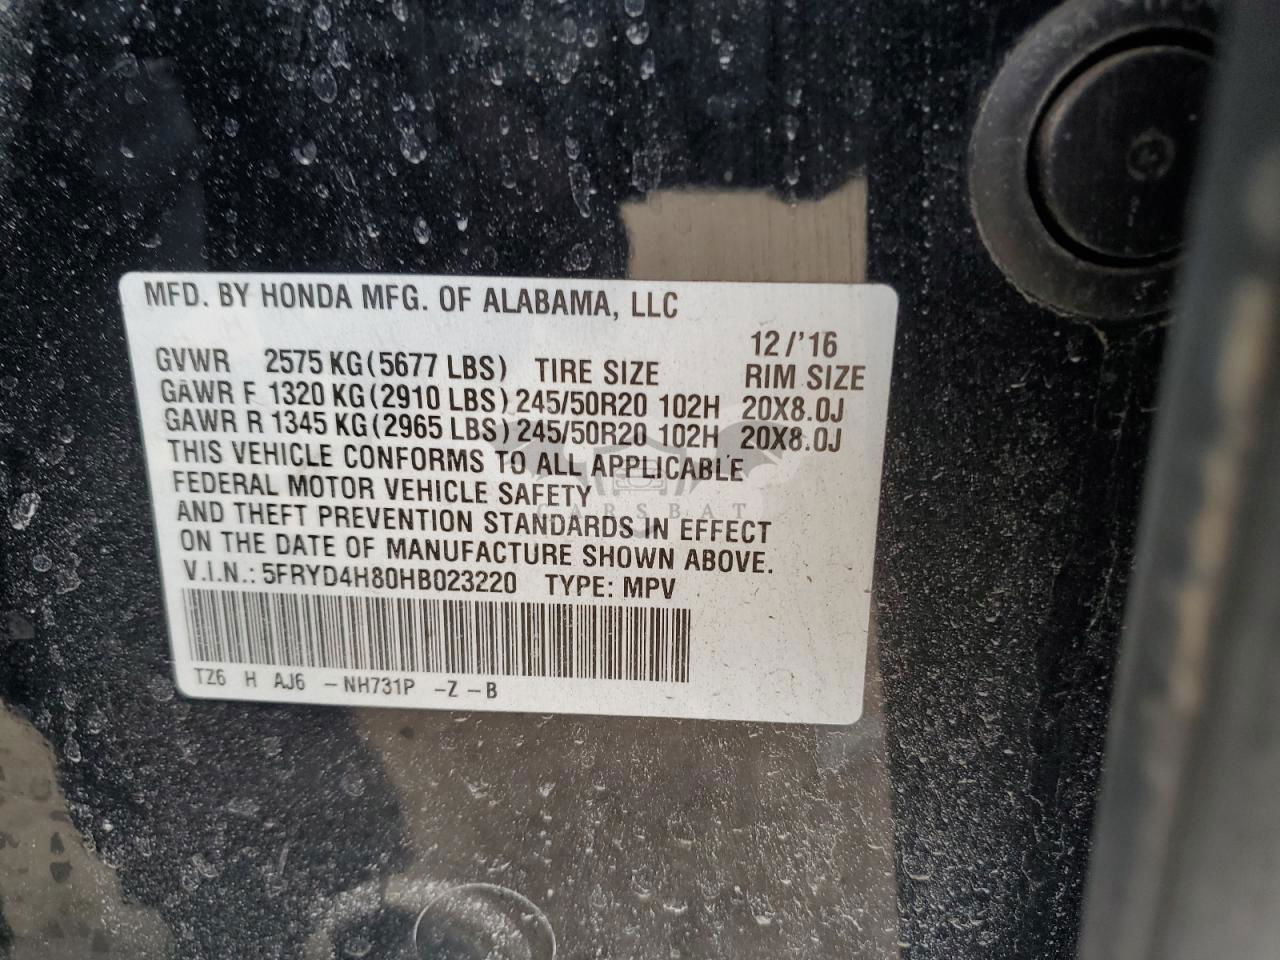 MFD. BY HONDA MFG. OF ALABAMA, LLC
12/'16
GVWR 2575 KG(5677 LBS) TIRE SIZE RIM SIZE
GAWR F 1320 KG(2910 LBS) 245/50R20 102H 20X8.0J
GAWR R 1345 KG(2965 LBS) 245/50R20 102H 20X8.0J
THIS VEHICLE CONFORMS TO ALL APPLICABLE
FEDERAL MOTOR VEHICLE SAFETY
AND THEFT PREVENTION STANDARDS IN EFFECT
ON THE DATE OF MANUFACTURE SHOWN ABOVE.
V.I.N.: 5FRYD4H80HB023220 TYPE: MPV
TZ6 H AJ6 -NH731P -Z -B
CARSBAT